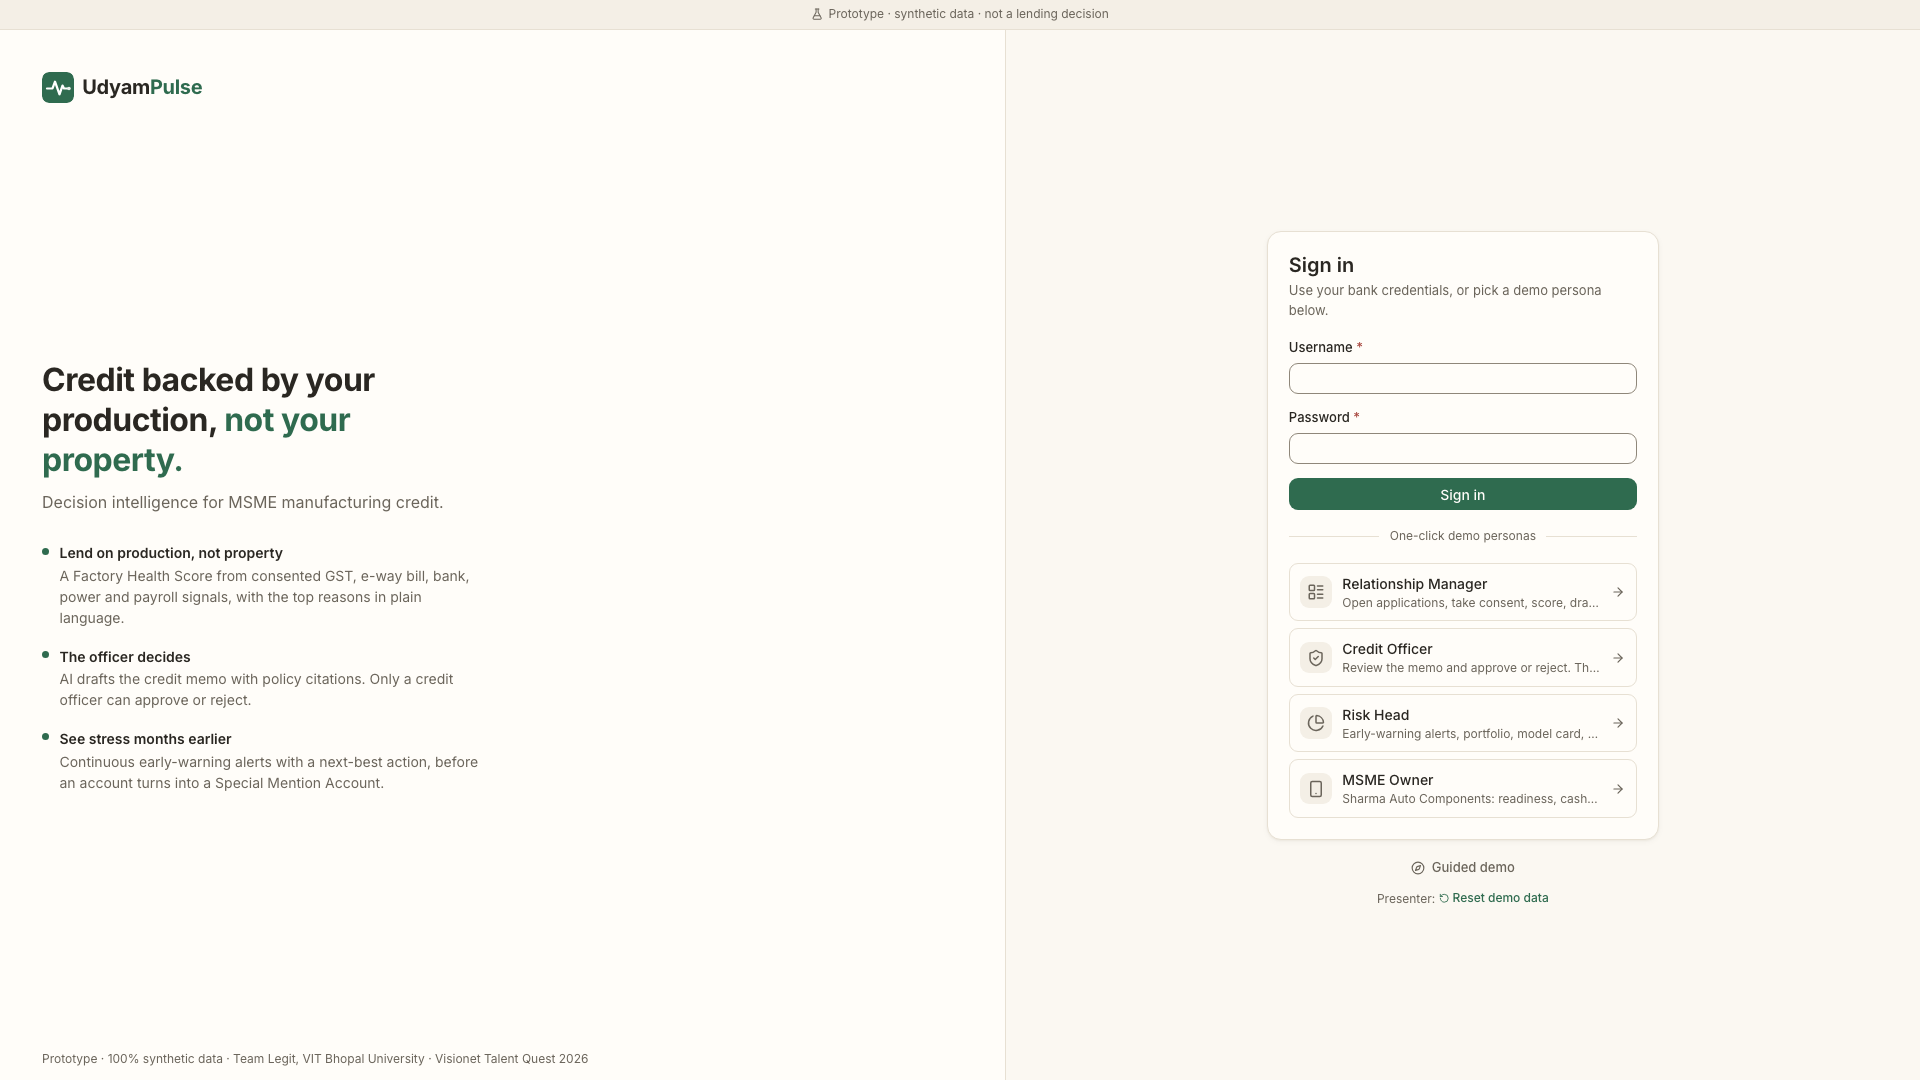 Prototype · synthetic data · not a lending decision
UdyamPulse
Credit backed by your
production, not your
property.
Decision intelligence for MSME manufacturing credit.
Lend on production, not property
A Factory Health Score from consented GST, e-way bill, bank,
power and payroll signals, with the top reasons in plain
language.
The officer decides
AI drafts the credit memo with policy citations. Only a credit
officer can approve or reject.
See stress months earlier
Continuous early-warning alerts with a next-best action, before
an account turns into a Special Mention Account.
Prototype · 100% synthetic data · Team Legit, VIT Bhopal University · Visionet Talent Quest 2026
Sign in
Use your bank credentials, or pick a demo persona
below.
Username *
Password *
Sign in
One-click demo personas
Relationship Manager
Open applications, take consent, score, dra...
Credit Officer
Review the memo and approve or reject. Th...
Risk Head
Early-warning alerts, portfolio, model card, ...
MSME Owner
Sharma Auto Components: readiness, cash...
Guided demo
Presenter: Reset demo data